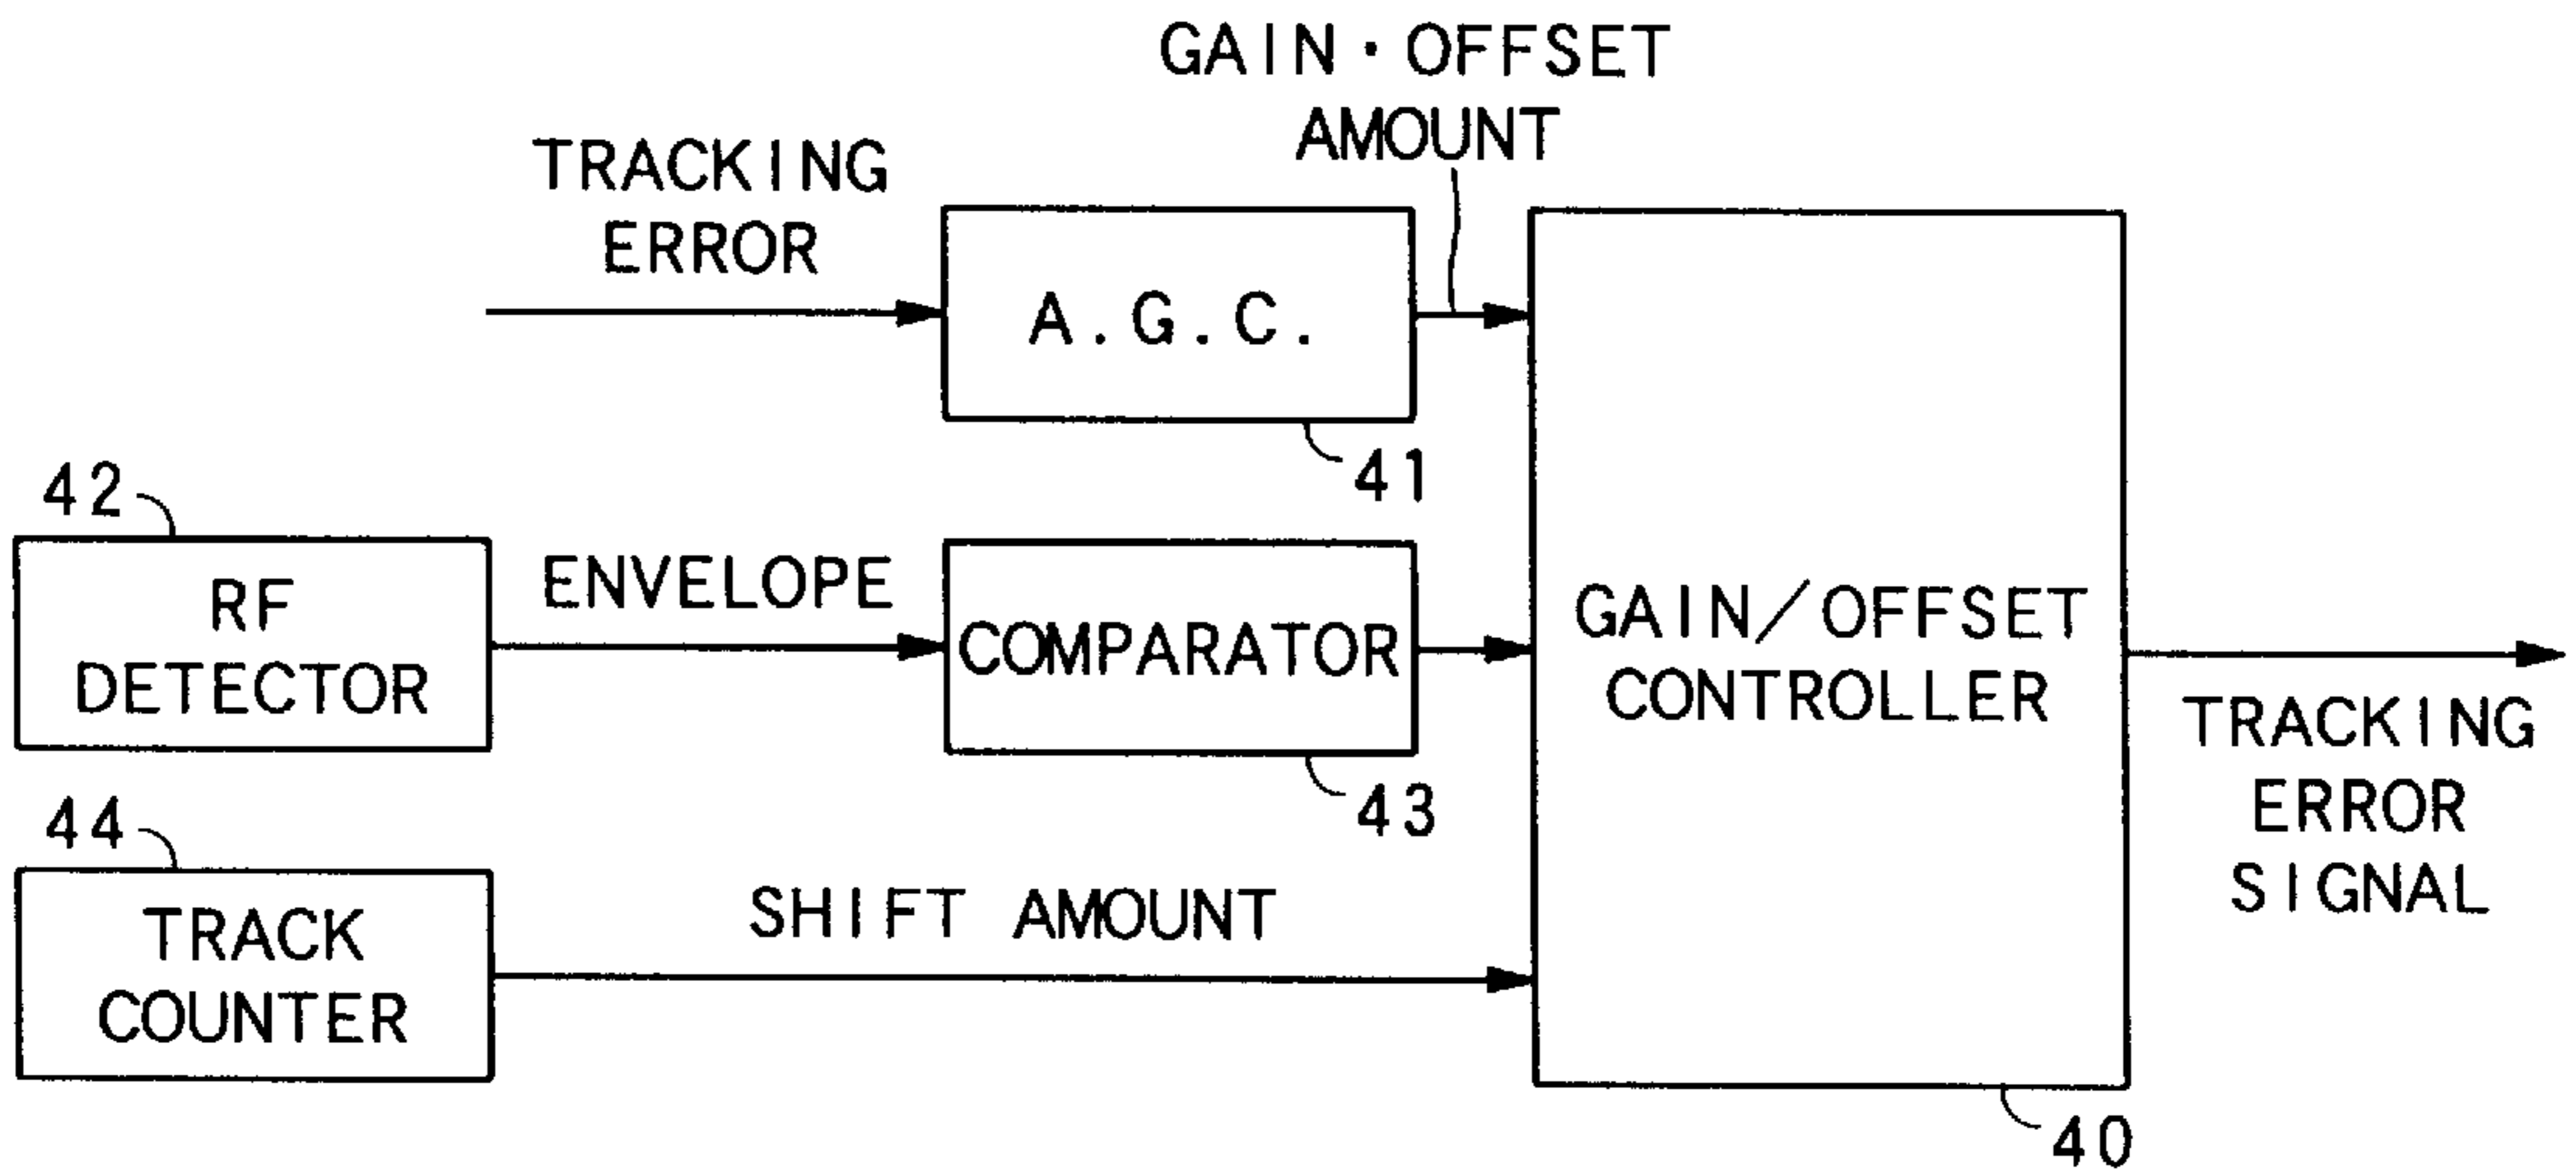 GAIN・OFFSET
AMOUNT
TRACKING
ERROR
A.G.C.
41
42
RF
DETECTOR
ENVELOPE
COMPARATOR
43
GAIN/OFFSET
CONTROLLER
40
TRACKING
ERROR
SIGNAL
44
TRACK
COUNTER
SHIFT AMOUNT